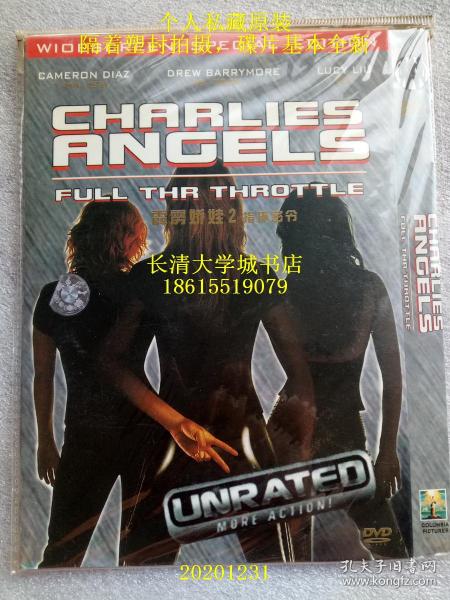 个人私藏原装
隔着塑封拍摄，碟片基本全新
WIDESCREEN SPECIAL EDITION
CAMERON DIAZ DREW BARRYMORE LUCY LIU
CHARLIES
ANGELS
FULL THR THROTTLE
霹雳娇娃2
长清大学城书店
18615519079
CHARLIES
ANGELS
FULL THR THROTTLE
UNRATED
MORE ACTION!
DVD
COLUMBIA
PICTURES
20201231
孔夫子旧书网